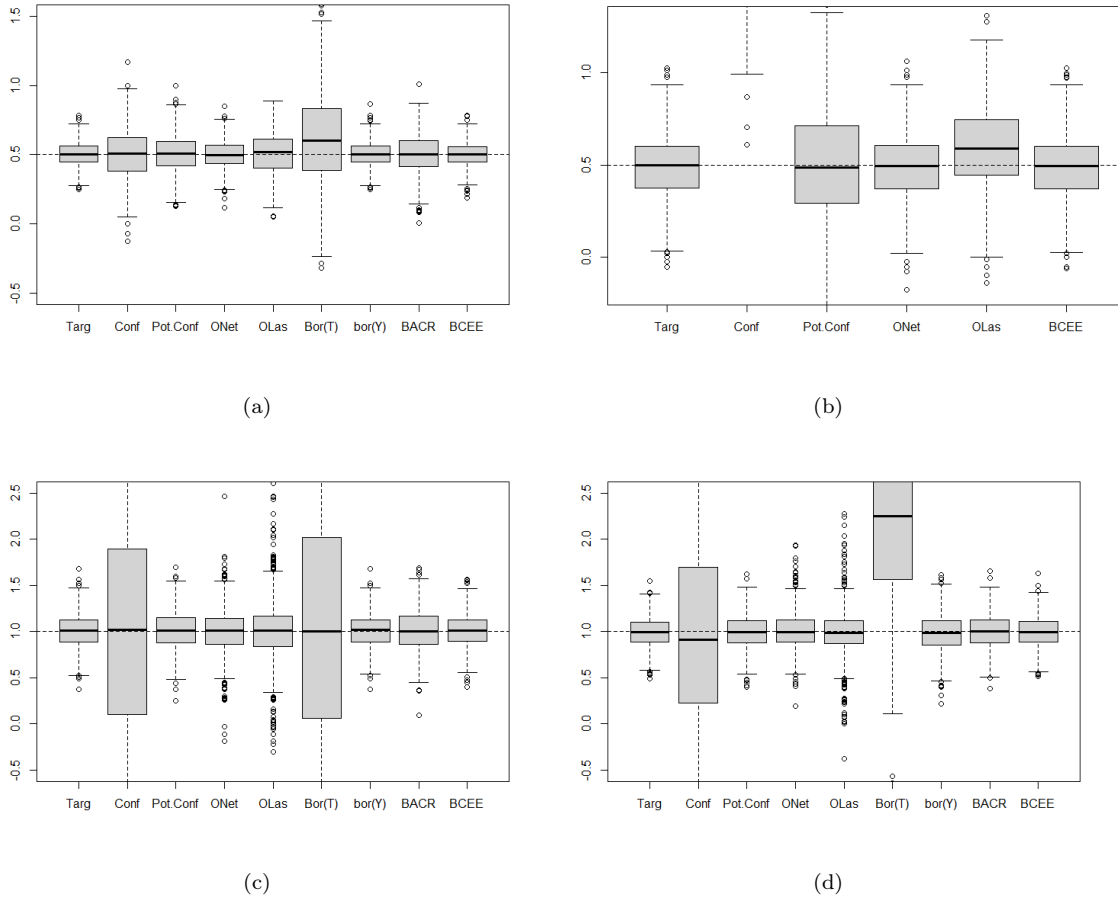 1.5
1.0
0.5
0.0
-0.5
Targ Conf Pot.Conf ONet OLas Bor(T) bor(Y) BACR BCEE
(a)
1.0
0.5
0.0
Targ Conf Pot.Conf ONet OLas BCEE
(b)
2.5
2.0
1.5
1.0
0.5
0.0
-0.5
Targ Conf Pot.Conf ONet OLas Bor(T) bor(Y) BACR BCEE
(c)
2.5
2.0
1.5
1.0
0.5
0.0
-0.5
Targ Conf Pot.Conf ONet OLas Bor(T) bor(Y) BACR BCEE
(d)